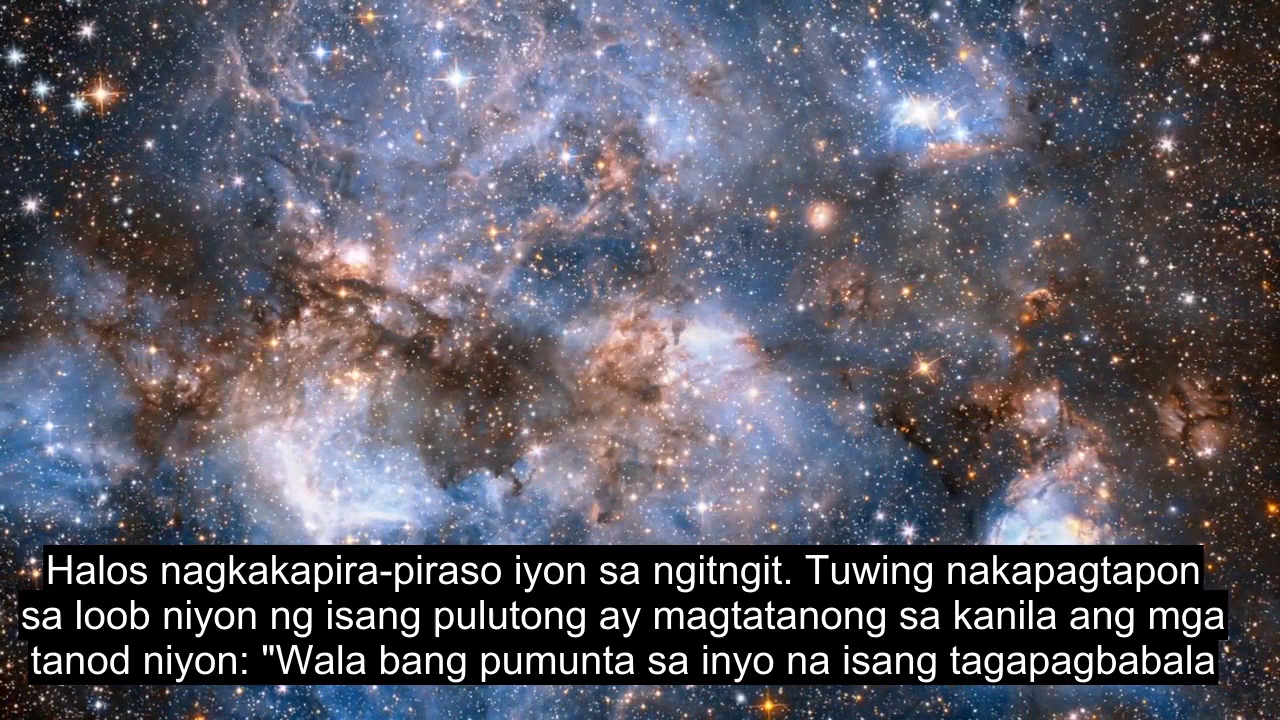 Halos nagkakapira-piraso iyon sa ngitngit. Tuwing nakapagtapon
sa loob niyon ng isang pulutong ay magtatanong sa kanila ang mga
tanod niyon: "Wala bang pumunta sa inyo na isang tagapagbabala